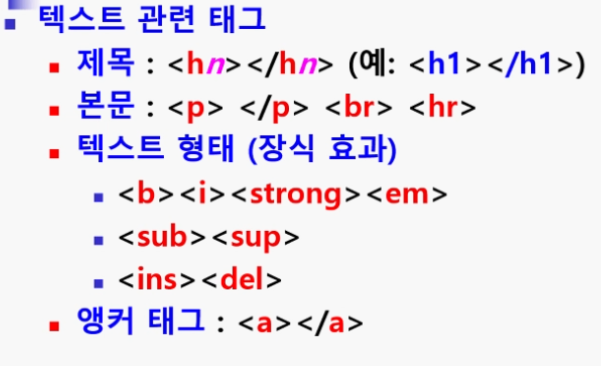 텍스트 관련 태그
제목 : <hn></hn> (예: <h1></h1>)
본문 : <p> </p> <br> <hr>
텍스트 형태 (장식 효과)
<b><i><strong><em>
<sub><sup>
<ins><del>
앵커 태그 : <a></a>